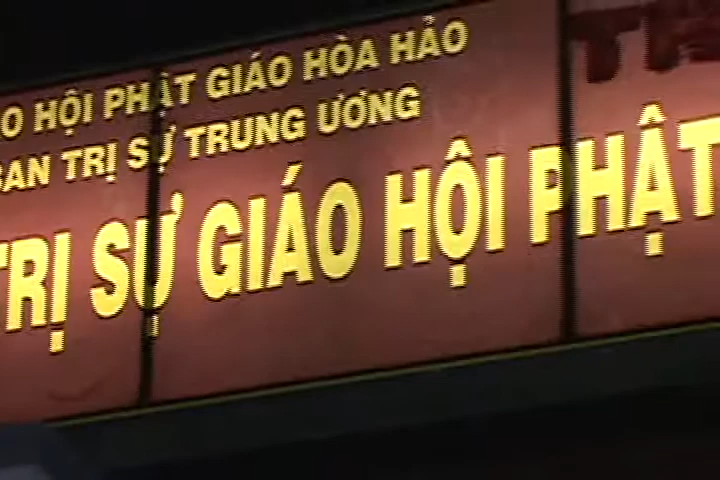 O HỘI PHẬT GIÁO HÒA HẢO
BAN TRỊ SỰ TRUNG ƯƠNG
TRỊ SỰ GIÁO HỘI PHẬT